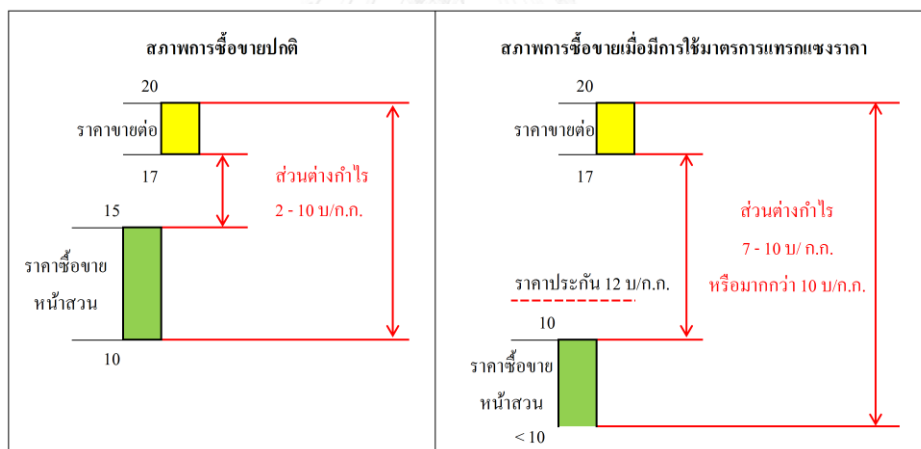 สภาพการซื้อขายปกติ
20
ราคาขายต่อ
17
ส่วนต่างกำไร
2 - 10 บ/ก.ก.
15
ราคาซื้อขาย
หน้าสวน
10
สภาพการซื้อขายเมื่อมีการใช้มาตรการแทรกแซงราคา
20
ราคาขายต่อ
17
ส่วนต่างกำไร
7 - 10 บ/ ก.ก.
หรือมากกว่า 10 บ/ก.ก.
ราคาประกัน 12 บ/ก.ก.
10
ราคาซื้อขาย
หน้าสวน
< 10